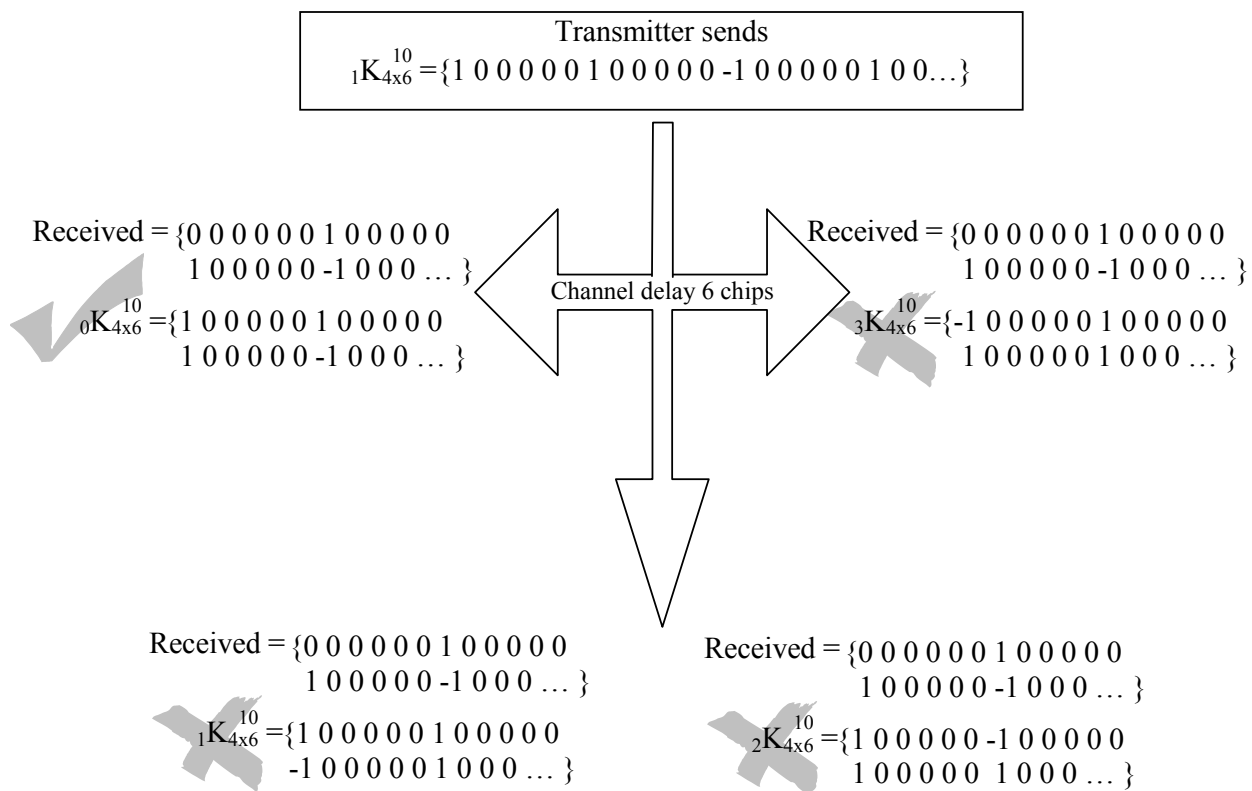 Transmitter sends
₁K₄ₓ₆¹⁰ ={1 0 0 0 0 0 1 0 0 0 0 0 -1 0 0 0 0 0 1 0 0…}
Received = {0 0 0 0 0 0 1 0 0 0 0 0
1 0 0 0 0 0 -1 0 0 0 … }
₀K₄ₓ₆¹⁰ ={1 0 0 0 0 0 1 0 0 0 0 0
1 0 0 0 0 0 -1 0 0 0 … }
Channel delay 6 chips
Received = {0 0 0 0 0 0 1 0 0 0 0 0
1 0 0 0 0 0 -1 0 0 0 … }
₃K₄ₓ₆¹⁰ ={-1 0 0 0 0 0 1 0 0 0 0 0
1 0 0 0 0 0 1 0 0 0 … }
Received = {0 0 0 0 0 0 1 0 0 0 0 0
1 0 0 0 0 0 -1 0 0 0 … }
₁K₄ₓ₆¹⁰ ={1 0 0 0 0 0 1 0 0 0 0 0
-1 0 0 0 0 0 1 0 0 0 … }
Received = {0 0 0 0 0 0 1 0 0 0 0 0
1 0 0 0 0 0 -1 0 0 0 … }
₂K₄ₓ₆¹⁰ ={1 0 0 0 0 0 -1 0 0 0 0 0
1 0 0 0 0 0 1 0 0 0 … }